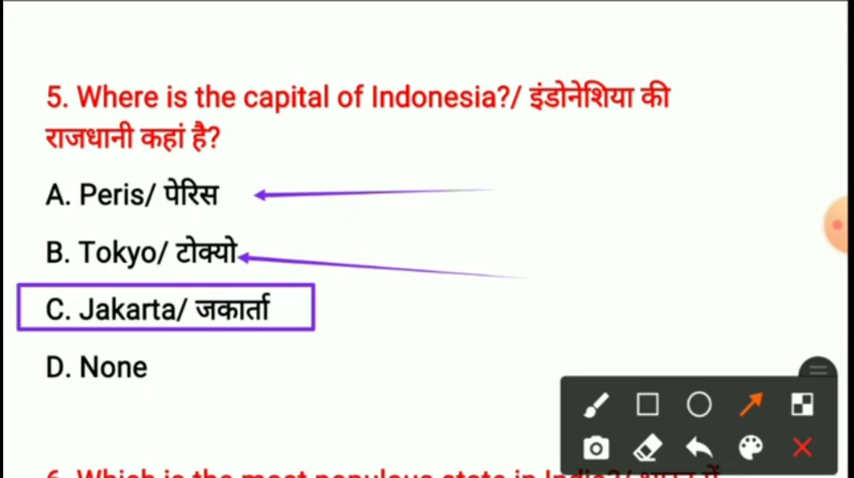 5. Where is the capital of Indonesia?/ इंडोनेशिया की
राजधानी कहां है?
A. Peris/ पेरिस
B. Tokyo/ टोक्यो
C. Jakarta/ जकार्ता
D. None
6. Which is the most populous state in India?/ भारत में